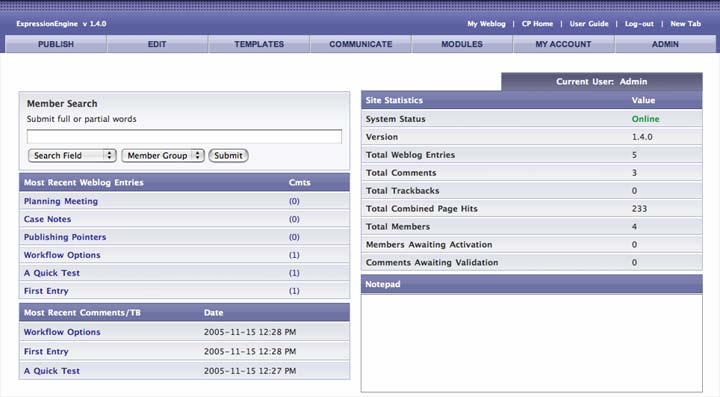 ExpressionEngine v 1.4.0
My Weblog | CP Home | User Guide | Log-out | New Tab
PUBLISH EDIT TEMPLATES COMMUNICATE MODULES MY ACCOUNT ADMIN
Current User: Admin
Member Search
Submit full or partial words
Search Field Member Group Submit
Most Recent Weblog Entries Cmts
Planning Meeting (0)
Case Notes (0)
Publishing Pointers (0)
Workflow Options (1)
A Quick Test (1)
First Entry (1)
Most Recent Comments/TB Date
Workflow Options 2005-11-15 12:28 PM
First Entry 2005-11-15 12:28 PM
A Quick Test 2005-11-15 12:27 PM
Site Statistics Value
System Status Online
Version 1.4.0
Total Weblog Entries 5
Total Comments 3
Total Trackbacks 0
Total Combined Page Hits 233
Total Members 4
Members Awaiting Activation 0
Comments Awaiting Validation 0
Notepad